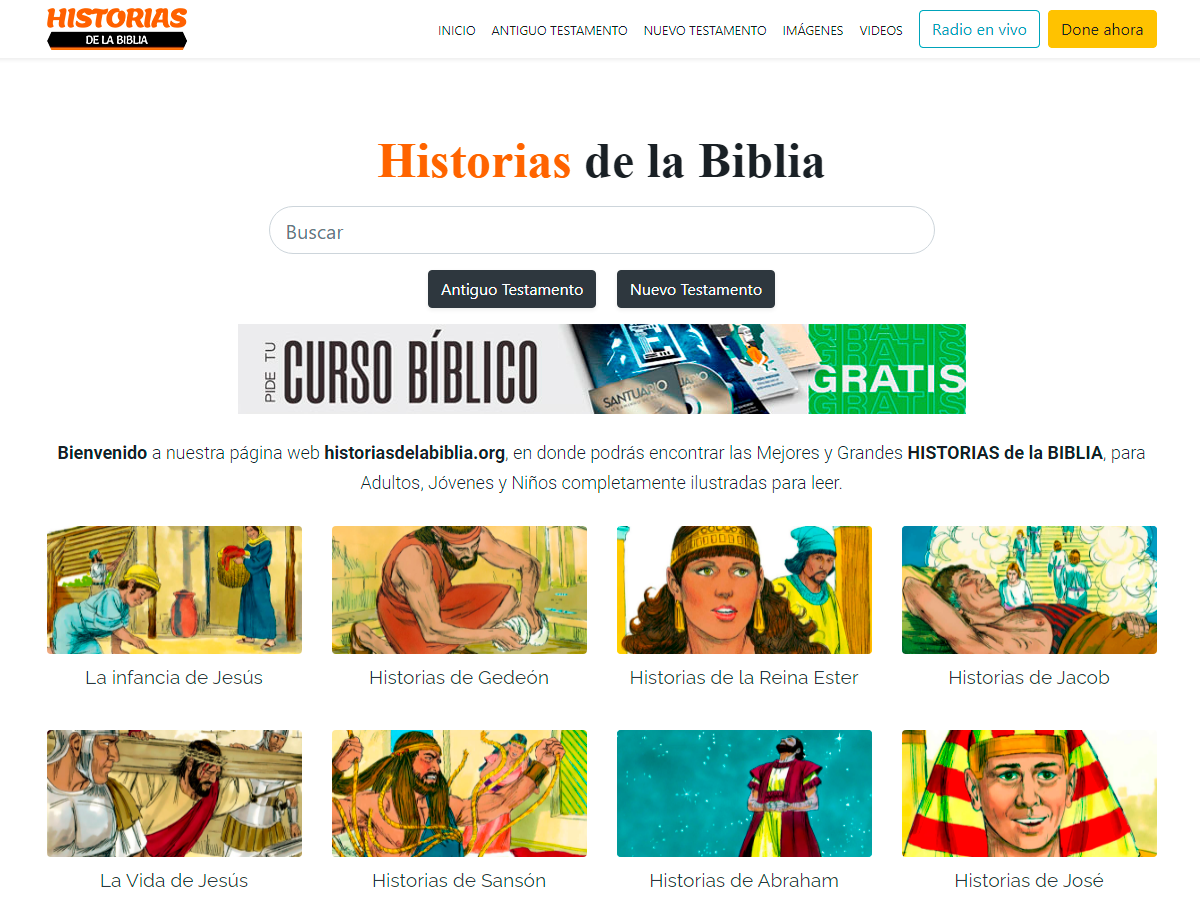 HISTORIAS
DE LA BIBLIA
INICIO ANTIGUO TESTAMENTO NUEVO TESTAMENTO IMÁGENES VIDEOS Radio en vivo Done ahora
Historias de la Biblia
Buscar
Antiguo Testamento Nuevo Testamento
PIDE TU CURSO BÍBLICO SANTUARIO GRATIS
Bienvenido a nuestra página web historiasdelabiblia.org, en donde podrás encontrar las Mejores y Grandes HISTORIAS de la BIBLIA, para
Adultos, Jóvenes y Niños completamente ilustradas para leer.
La infancia de Jesús Historias de Gedeón Historias de la Reina Ester Historias de Jacob
La Vida de Jesús Historias de Sansón Historias de Abraham Historias de José